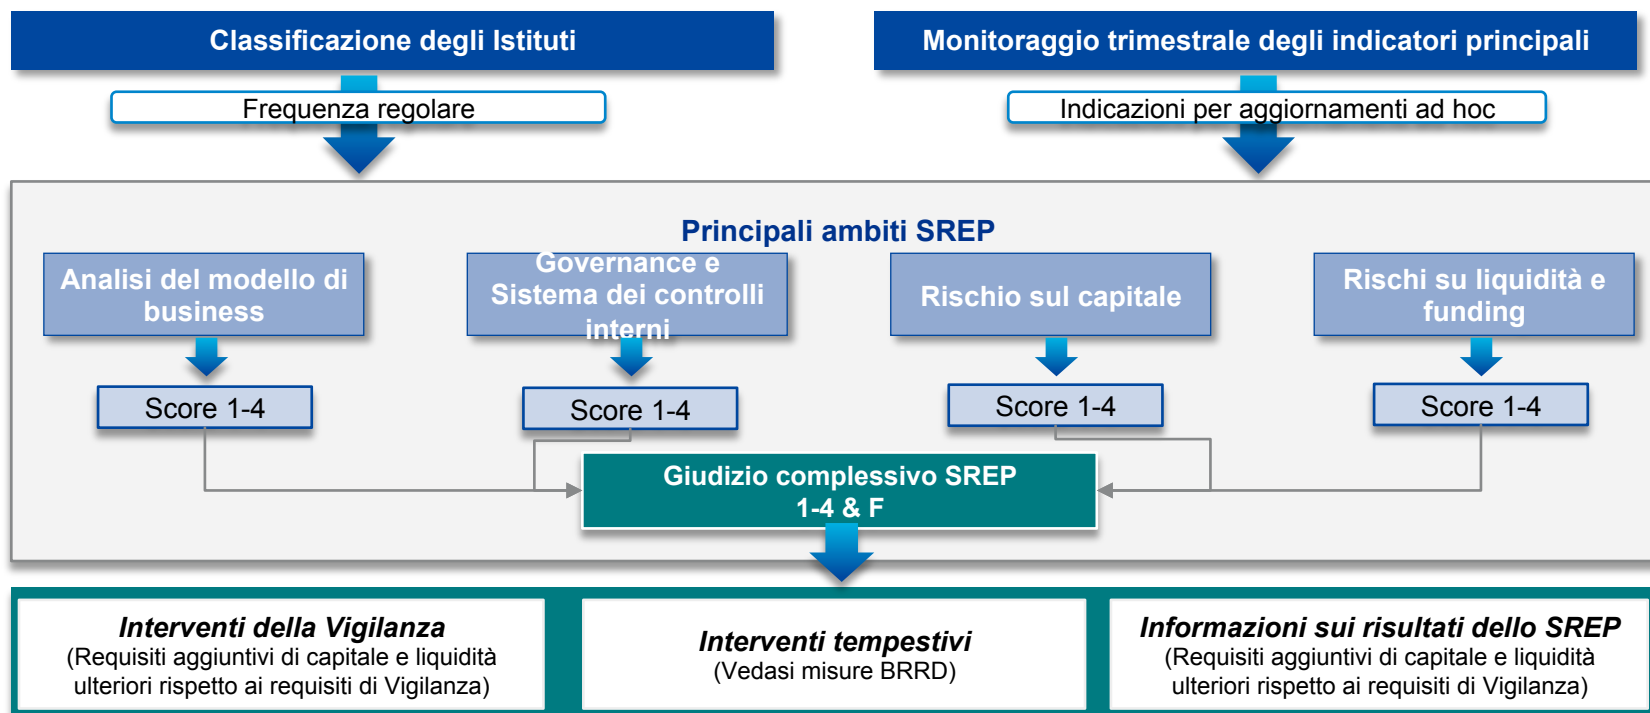 Classificazione degli Istituti
Monitoraggio trimestrale degli indicatori principali
Frequenza regolare
Indicazioni per aggiornamenti ad hoc
Principali ambiti SREP
Analisi del modello di
business
Governance e
Sistema dei controlli
interni
Rischio sul capitale
Rischi su liquidità e
funding
Score 1-4
Score 1-4
Score 1-4
Score 1-4
Giudizio complessivo SREP
1-4 & F
Interventi della Vigilanza
(Requisiti aggiuntivi di capitale e liquidità
ulteriori rispetto ai requisiti di Vigilanza)
Interventi tempestivi
(Vedasi misure BRRD)
Informazioni sui risultati dello SREP
(Requisiti aggiuntivi di capitale e liquidità
ulteriori rispetto ai requisiti di Vigilanza)